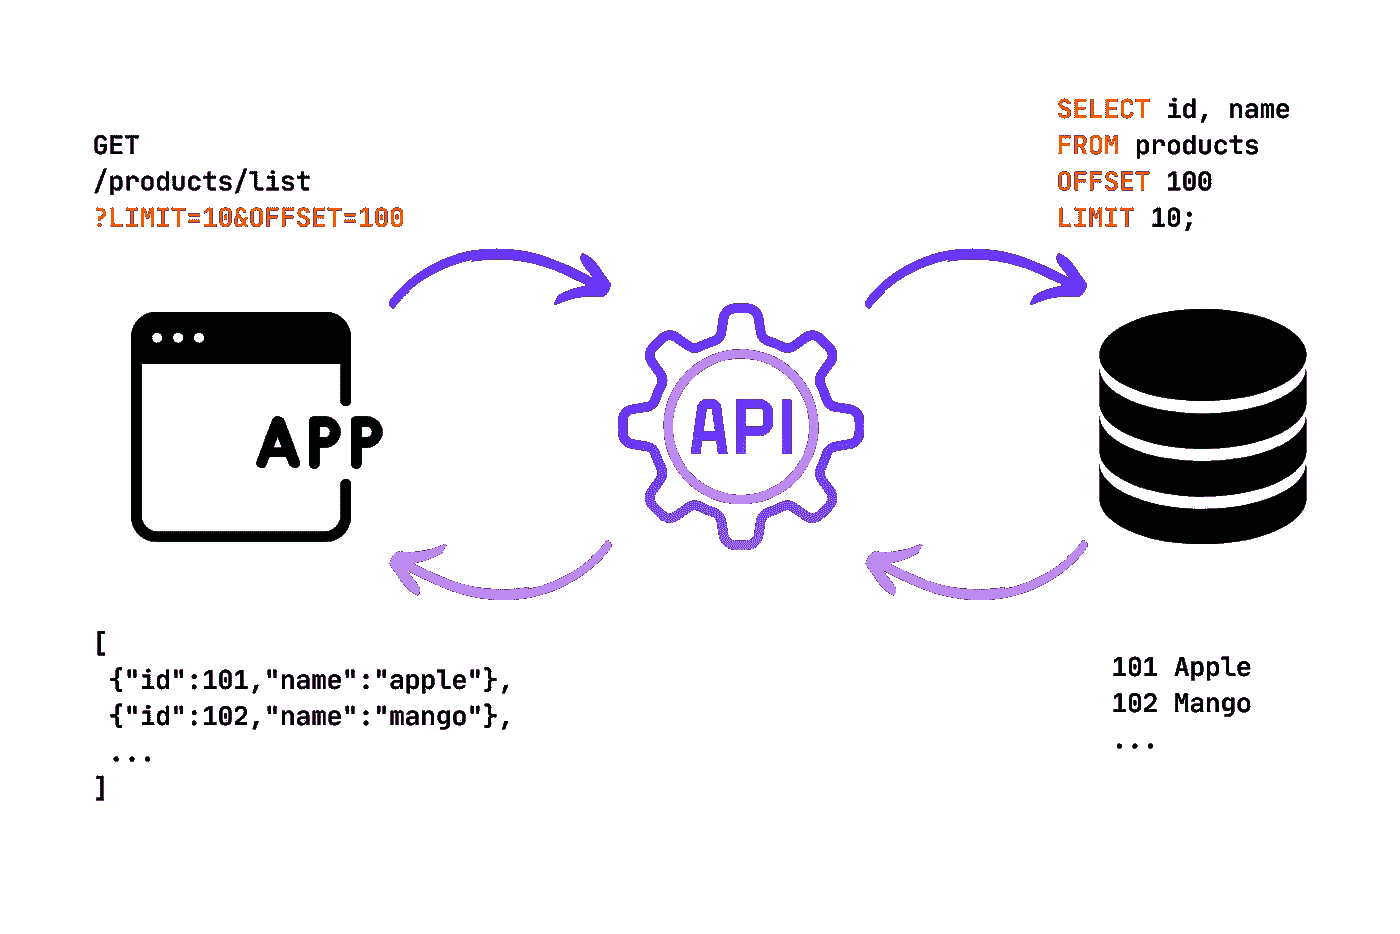 GET
/products/list
?LIMIT=10&OFFSET=100
SELECT id, name
FROM products
OFFSET 100
LIMIT 10;
APP
API
[
{"id":101,"name":"apple"},
{"id":102,"name":"mango"},
...
]
101 Apple
102 Mango
...